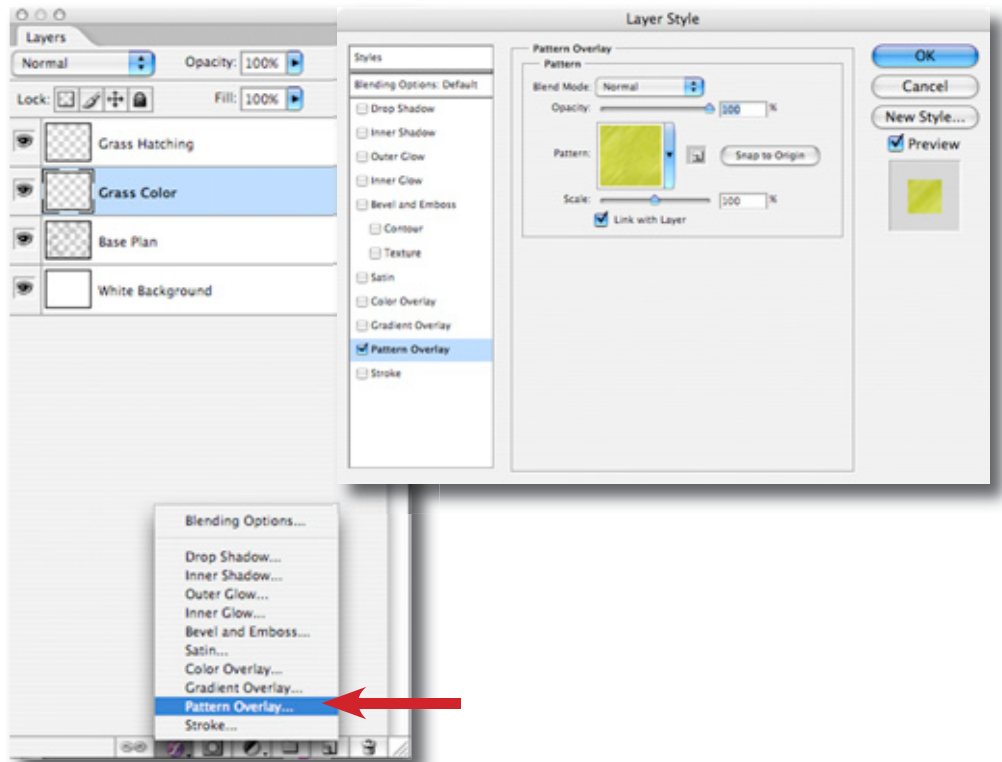 Layers
Normal Opacity: 100%
Lock: Fill: 100%
Grass Hatching
Grass Color
Base Plan
White Background
Blending Options...
Drop Shadow...
Inner Shadow...
Outer Glow...
Inner Glow...
Bevel and Emboss...
Satin...
Color Overlay...
Gradient Overlay...
Pattern Overlay...
Stroke...
Layer Style
Styles
Blending Options: Default
Drop Shadow
Inner Shadow
Outer Glow
Inner Glow
Bevel and Emboss
Contour
Texture
Satin
Color Overlay
Gradient Overlay
Pattern Overlay
Stroke
Pattern Overlay
Pattern
Blend Mode: Normal
Opacity: 100 %
Pattern: Snap to Origin
Scale: 100 %
Link with Layer
OK
Cancel
New Style...
Preview